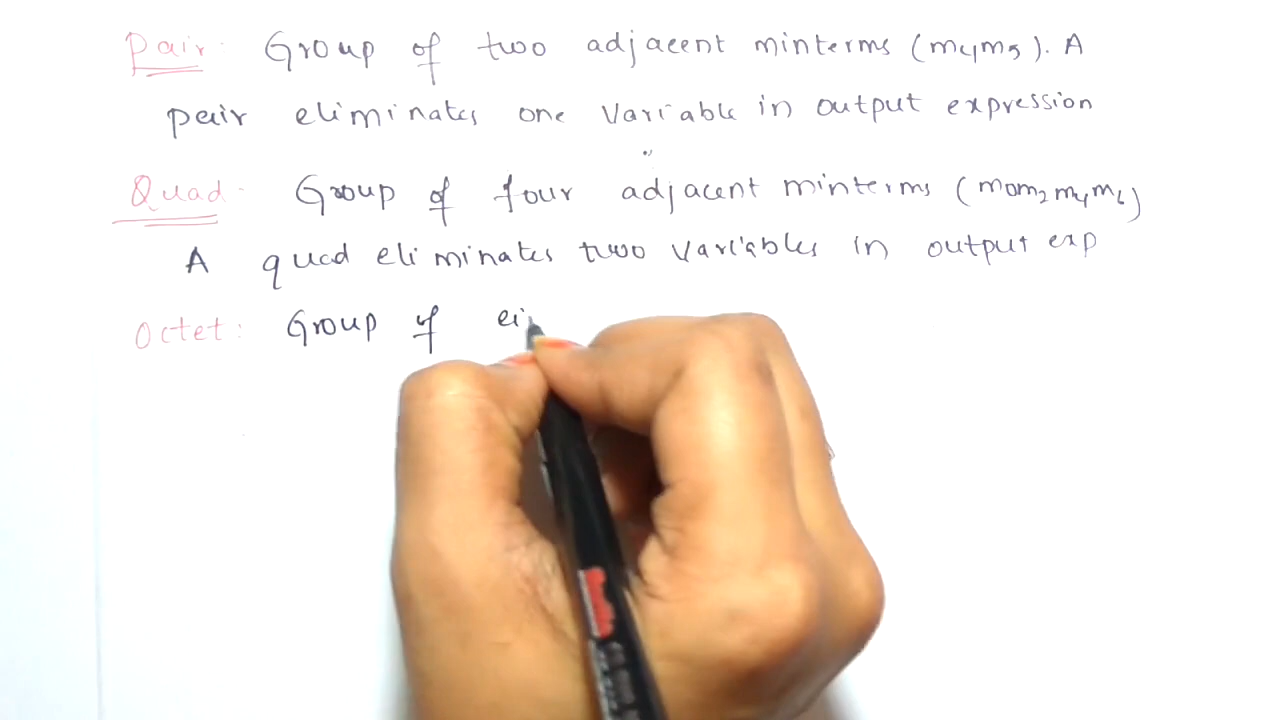 Pair: Group of two adjacent minterms (m4m5). A
pair eliminates one variable in output expression
Quad: Group of four adjacent minterms (m0m2m4m6)
A quad eliminates two variables in output exp
Octet: Group of ei